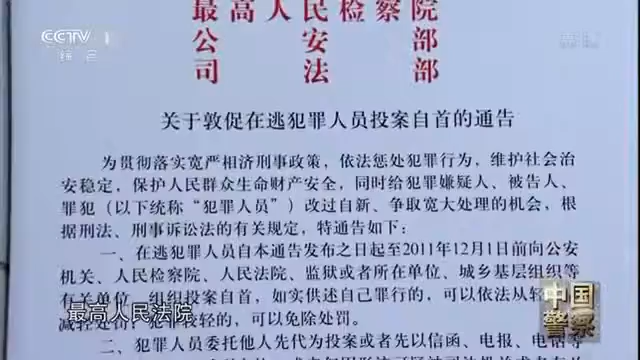 CCTV 1
综合
最高人民检察院
公安部
司法部
关于敦促在逃犯罪人员投案自首的通告
为贯彻落实宽严相济刑事政策，依法惩处犯罪行为，维护社会治
安稳定，保护人民群众生命财产安全，同时给犯罪嫌疑人、被告人、
罪犯（以下统称“犯罪人员”）改过自新、争取宽大处理的机会，根
据刑法、刑事诉讼法的有关规定，特通告如下：
一、在逃犯罪人员自本通告发布之日起至2011年12月1日前向公安
机关、人民检察院、人民法院、监狱或者所在单位、城乡基层组织等
有关单位、组织投案自首，如实供述自己罪行的，可以依法从轻
减轻处罚；犯罪较轻的，可以免除处罚。
二、犯罪人员委托他人先代为投案或者先以信函、电报、电话等
最高人民法院
中国
警察